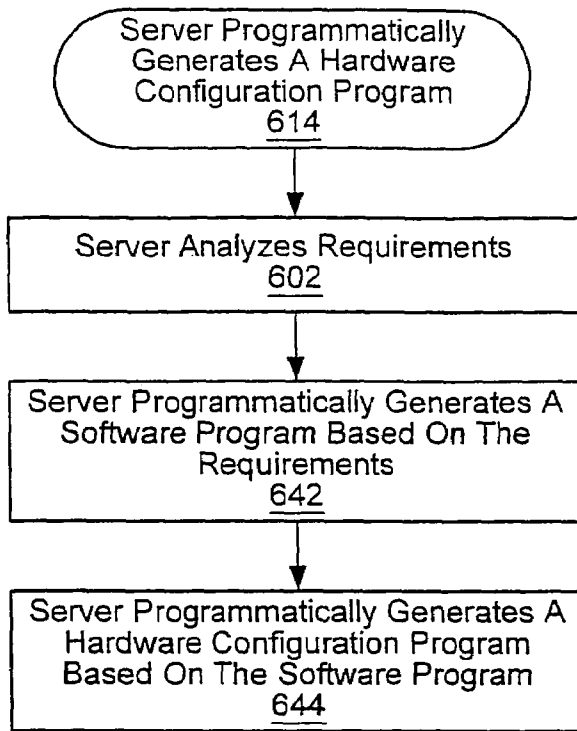 Server Programmatically
Generates A Hardware
Configuration Program
614
Server Analyzes Requirements
602
Server Programmatically Generates A
Software Program Based On The
Requirements
642
Server Programmatically Generates A
Hardware Configuration Program
Based On The Software Program
644